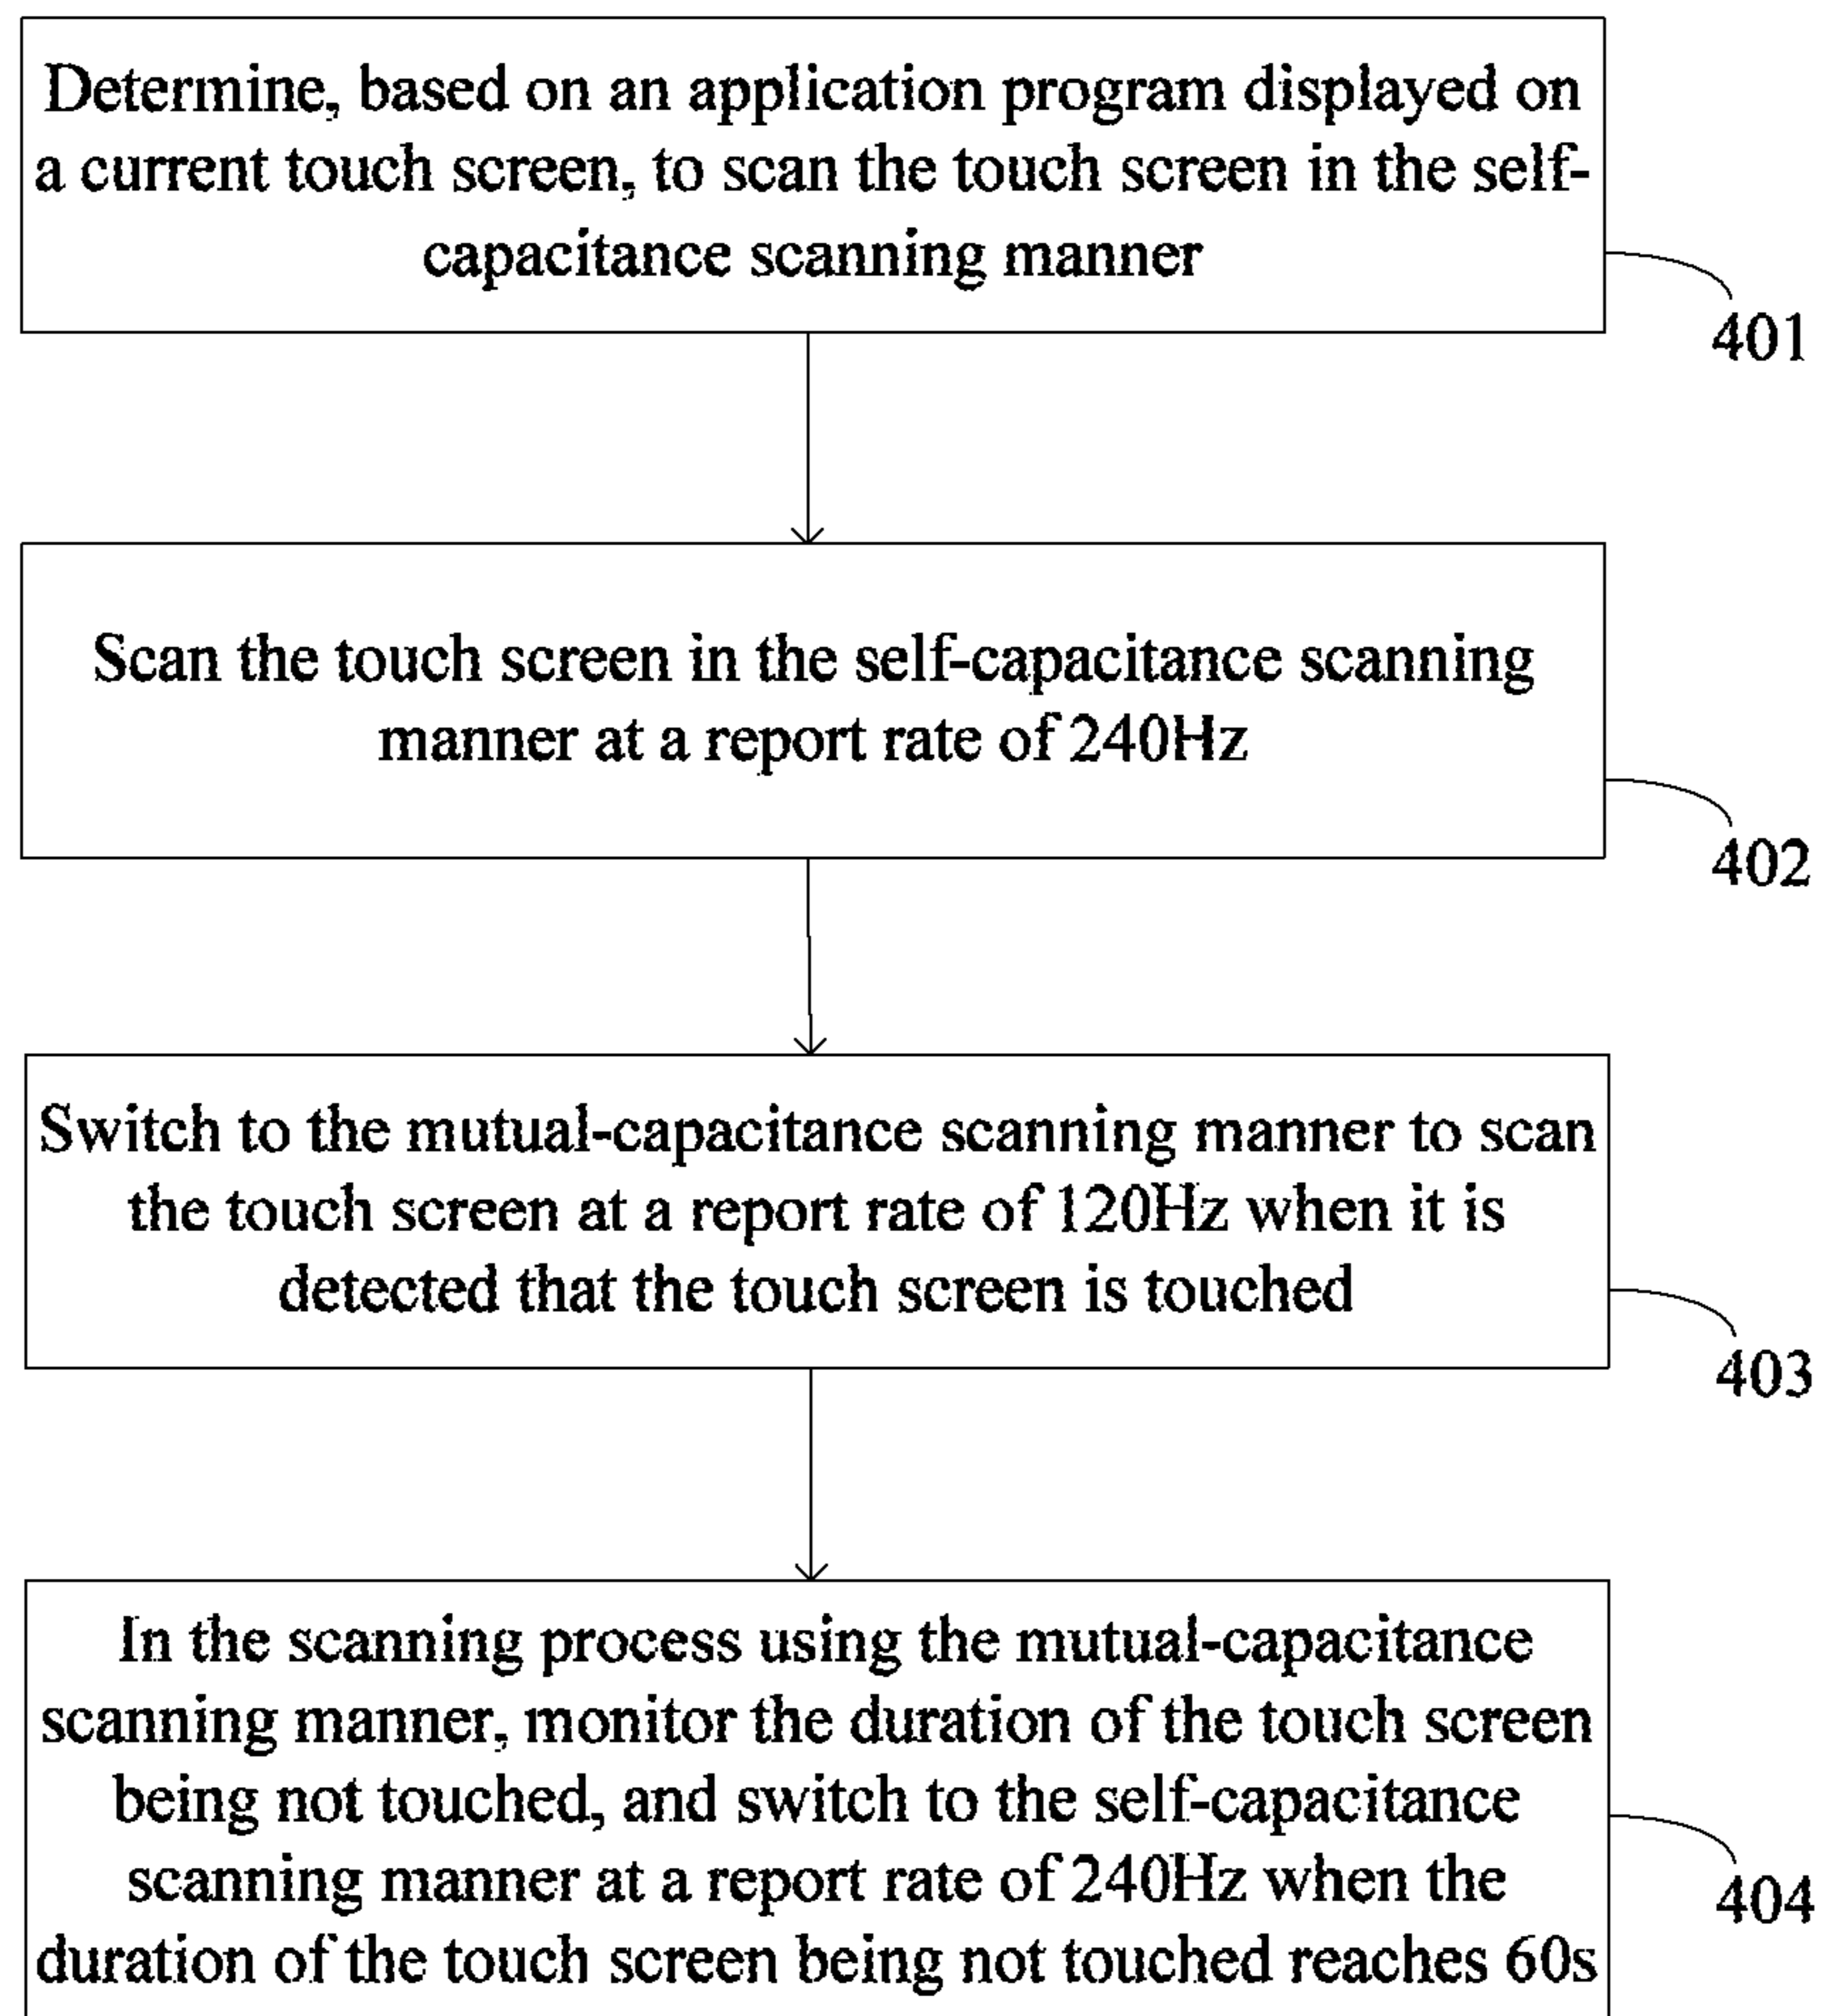 Determine, based on an application program displayed on
a current touch screen, to scan the touch screen in the self-
capacitance scanning manner
401
Scan the touch screen in the self-capacitance scanning
manner at a report rate of 240Hz
402
Switch to the mutual-capacitance scanning manner to scan
the touch screen at a report rate of 120Hz when it is
detected that the touch screen is touched
403
In the scanning process using the mutual-capacitance
scanning manner, monitor the duration of the touch screen
being not touched, and switch to the self-capacitance
scanning manner at a report rate of 240Hz when the
duration of the touch screen being not touched reaches 60s
404